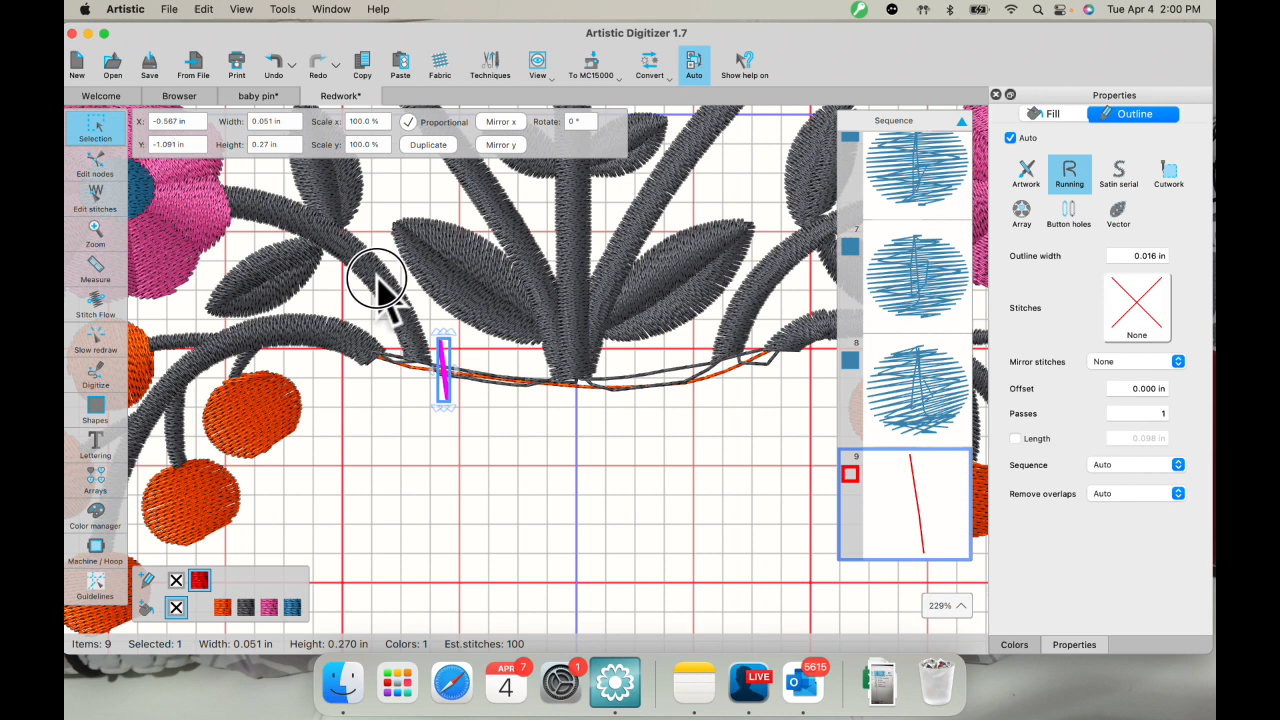 Artistic File Edit View Tools Window Help Tue Apr 4 2:00 PM
Artistic Digitizer 1.7
New Open Save From File Print Undo Redo Copy Paste Fabric Techniques View To MC15000 Convert Auto Show help on
Welcome Browser baby pin* Redwork*
Properties
Selection
X: -0.567 in Width: 0.051 in Scale x: 100.0 % Proportional Mirror x Rotate: 0 °
Y: -1.091 in Height: 0.27 in Scale y: 100.0 % Duplicate Mirror y
Sequence
Fill Outline
Auto
Artwork Running Satin serial Cutwork
Array Button holes Vector
Outline width 0.016 in
Stitches
None
Mirror stitches None
Offset 0.000 in
Passes 1
Length 0.098 in
Sequence Auto
Remove overlaps Auto
Edit nodes
Edit stitches
Zoom
Measure
Stitch Flow
Slow redraw
Digitize
Shapes
Lettering
Arrays
Color manager
Machine / Hoop
Guidelines
7
8
9
229%
Items: 9 Selected: 1 Width: 0.051 in Height: 0.270 in Colors: 1 Est.stitches: 100
Colors Properties
APR 4
7
1
LIVE
5615